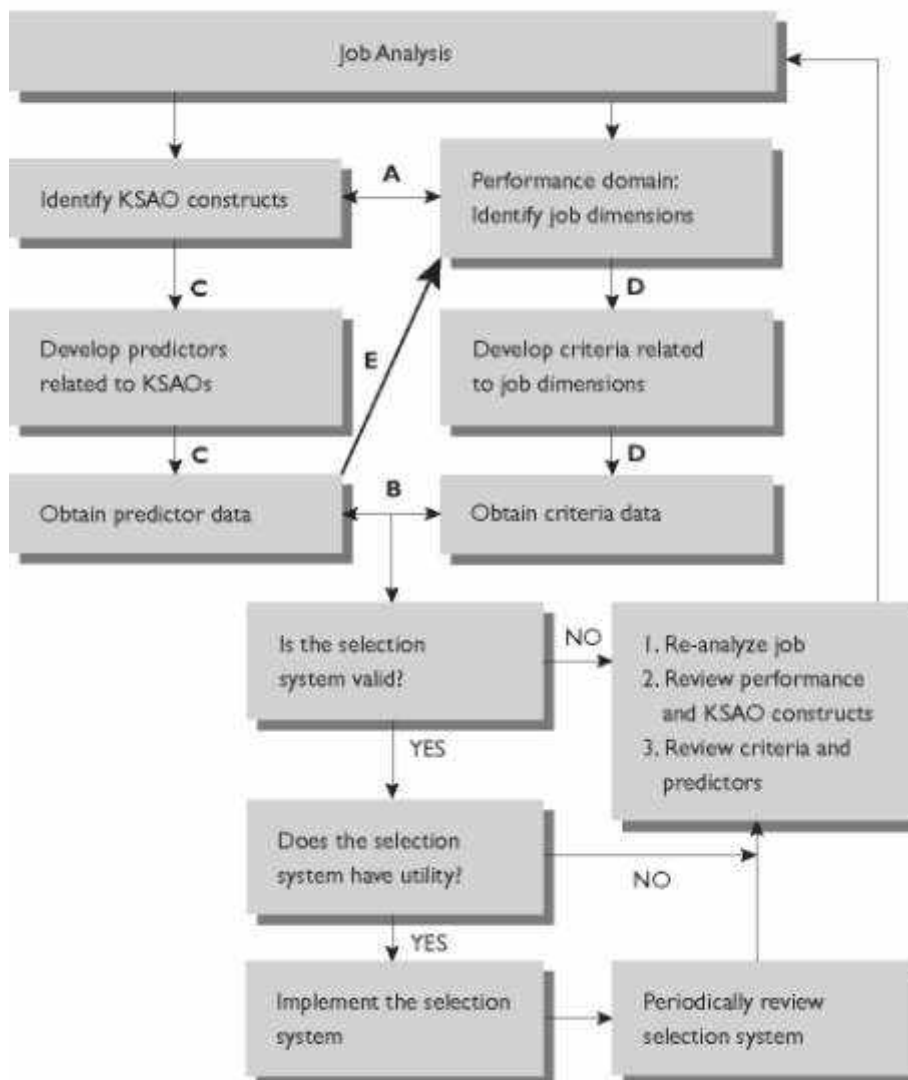 Job Analysis
Identify KSAO constructs
A
Performance domain:
Identify job dimensions
C
D
Develop predictors
related to KSAOs
E
Develop criteria related
to job dimensions
C
D
Obtain predictor data
B
Obtain criteria data
Is the selection
system valid?
NO
1. Re-analyze job
2. Review performance
and KSAO constructs
3. Review criteria and
predictors
YES
Does the selection
system have utility?
NO
YES
Implement the selection
system
Periodically review
selection system